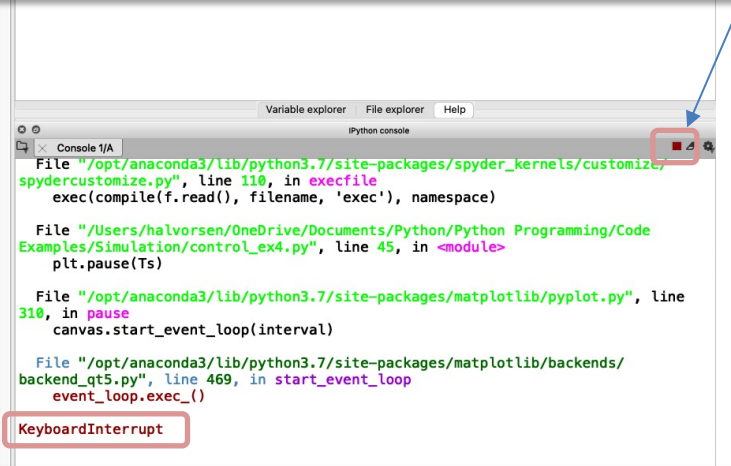 Variable explorer File explorer Help
IPython console
Console 1/A
File "/opt/anaconda3/lib/python3.7/site-packages/spyder_kernels/customize/
spydercustomize.py", line 110, in execfile
exec(compile(f.read(), filename, 'exec'), namespace)
File "/Users/halvorsen/OneDrive/Documents/Python/Python Programming/Code
Examples/Simulation/control_ex4.py", line 45, in <module>
plt.pause(Ts)
File "/opt/anaconda3/lib/python3.7/site-packages/matplotlib/pyplot.py", line
310, in pause
canvas.start_event_loop(interval)
File "/opt/anaconda3/lib/python3.7/site-packages/matplotlib/backends/
backend_qt5.py", line 469, in start_event_loop
event_loop.exec_()
KeyboardInterrupt